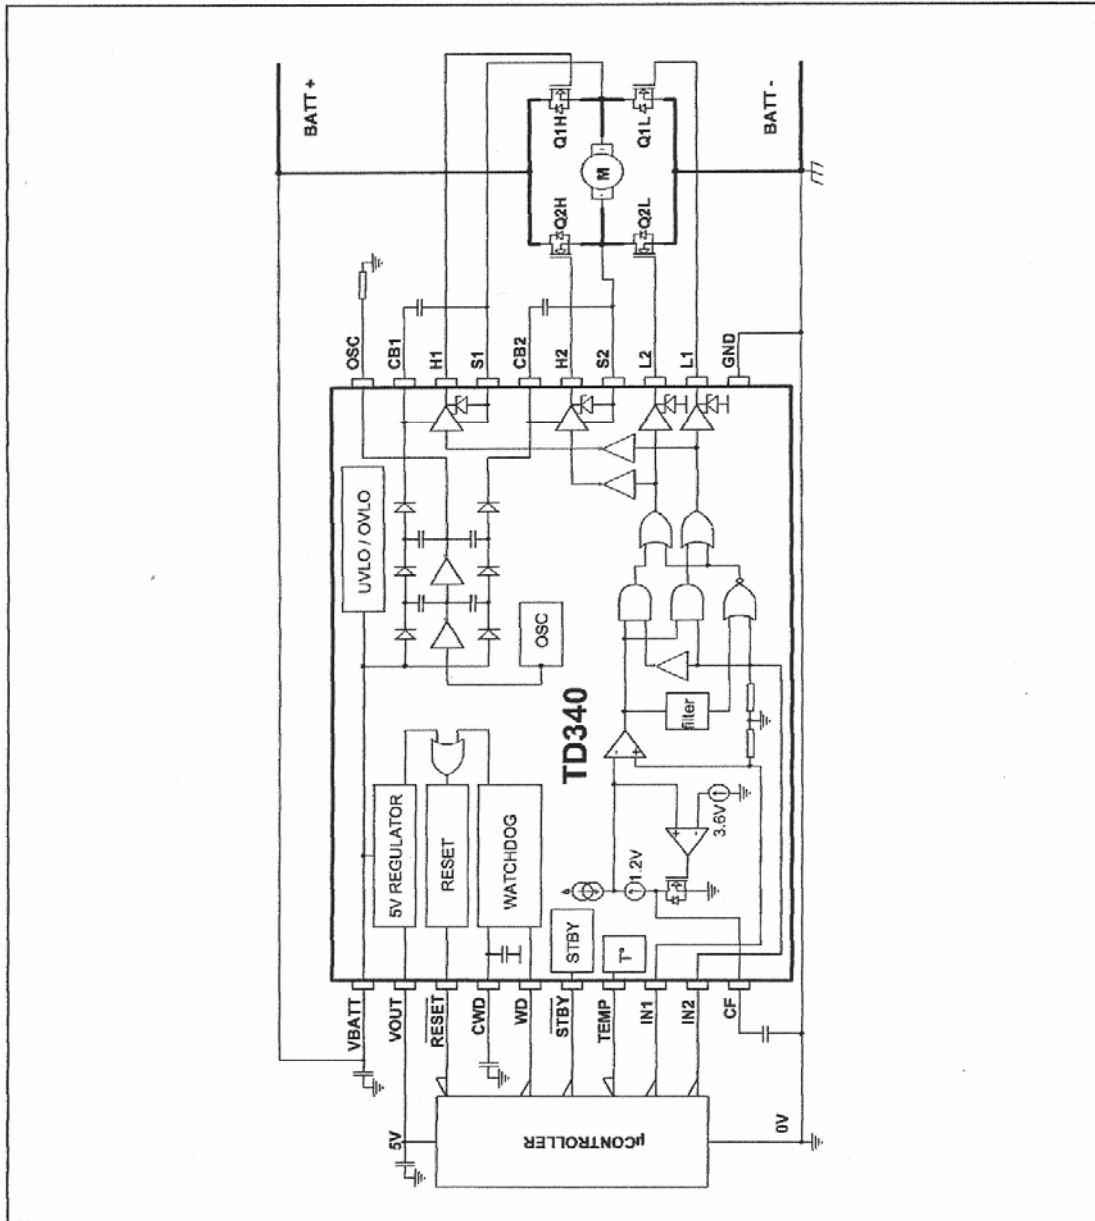 BATT +
BATT -
Q1H
Q1L
M
Q2H
Q2L
OSC
CB1
H1
S1
CB2
H2
S2
L2
L1
GND
UVLO / OVLO
OSC
TD340
filter
5V REGULATOR
RESET
WATCHDOG
STBY
T°
1.2V
3.6V
+
-
-
+
VBATT
VOUT
RESET
CWD
WD
STBY
TEMP
IN1
IN2
CF
5V
µCONTROLLER
0V